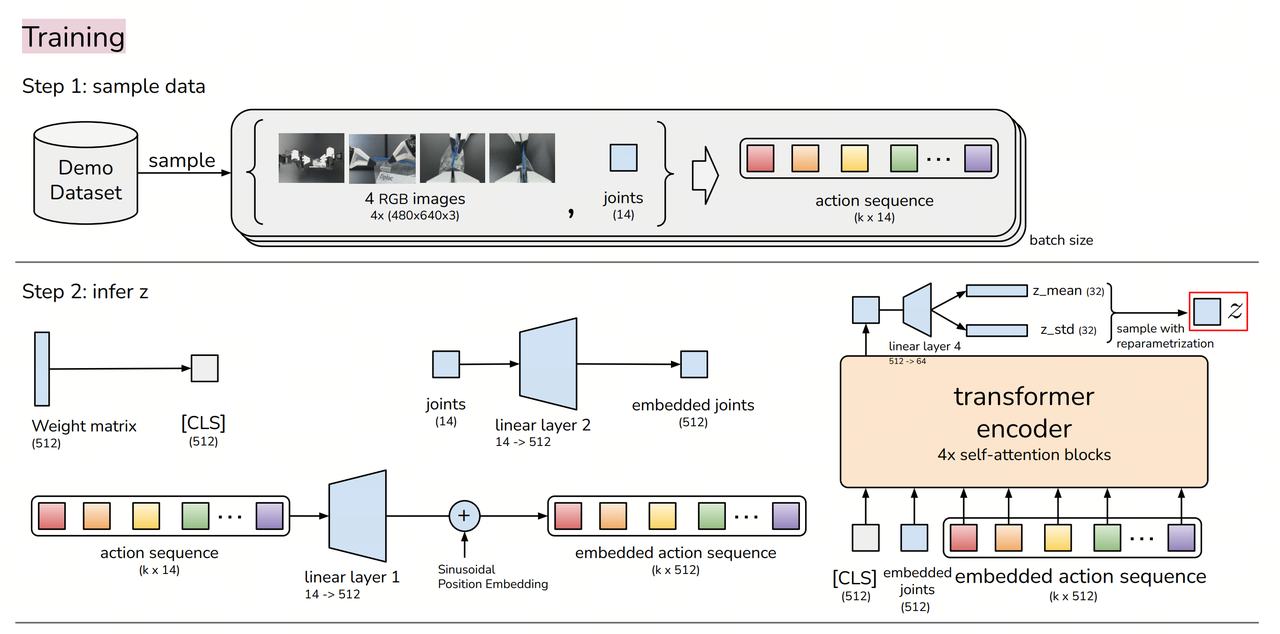 Training
Step 1: sample data
Demo
Dataset
sample
4 RGB images
4x (480x640x3)
,
joints
(14)
action sequence
(k x 14)
batch size
Step 2: infer z
Weight matrix
(512)
[CLS]
(512)
joints
(14)
linear layer 2
14 -> 512
embedded joints
(512)
action sequence
(k x 14)
linear layer 1
14 -> 512
+
Sinusoidal
Position Embedding
embedded action sequence
(k x 512)
linear layer 4
512 -> 64
z_mean (32)
z_std (32)
sample with
reparametrization
z
transformer
encoder
4x self-attention blocks
[CLS]
(512)
embedded
joints
(512)
embedded action sequence
(k x 512)